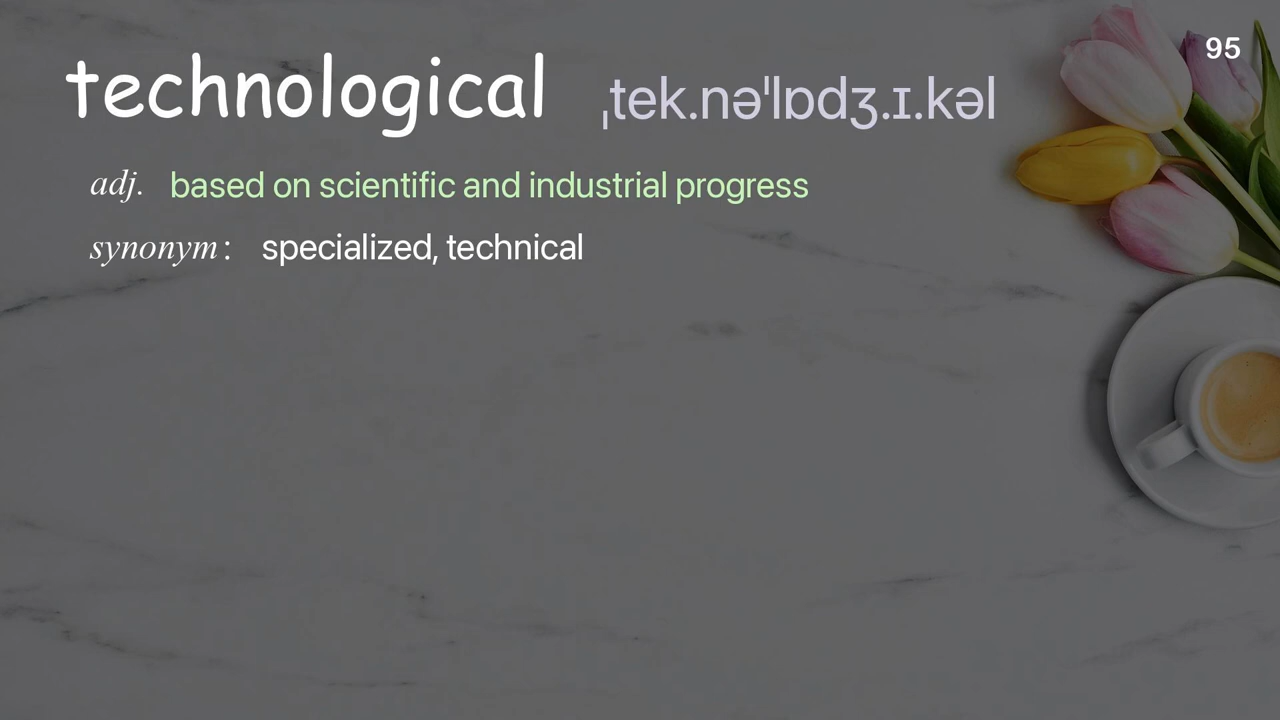 95
technological ˌtek.nəˈlɒdʒ.ɪ.kəl
adj. based on scientific and industrial progress
synonym: specialized, technical